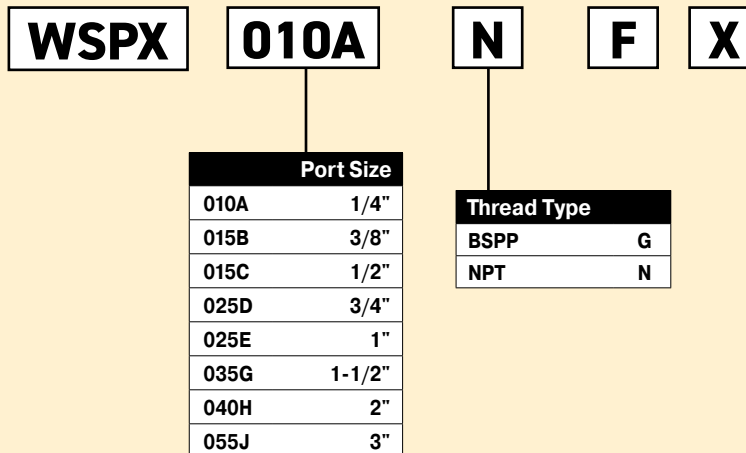 WSPX 010A N F X
Port Size
010A 1/4"
015B 3/8"
015C 1/2"
025D 3/4"
025E 1"
035G 1-1/2"
040H 2"
055J 3"
Thread Type
BSPP G
NPT N